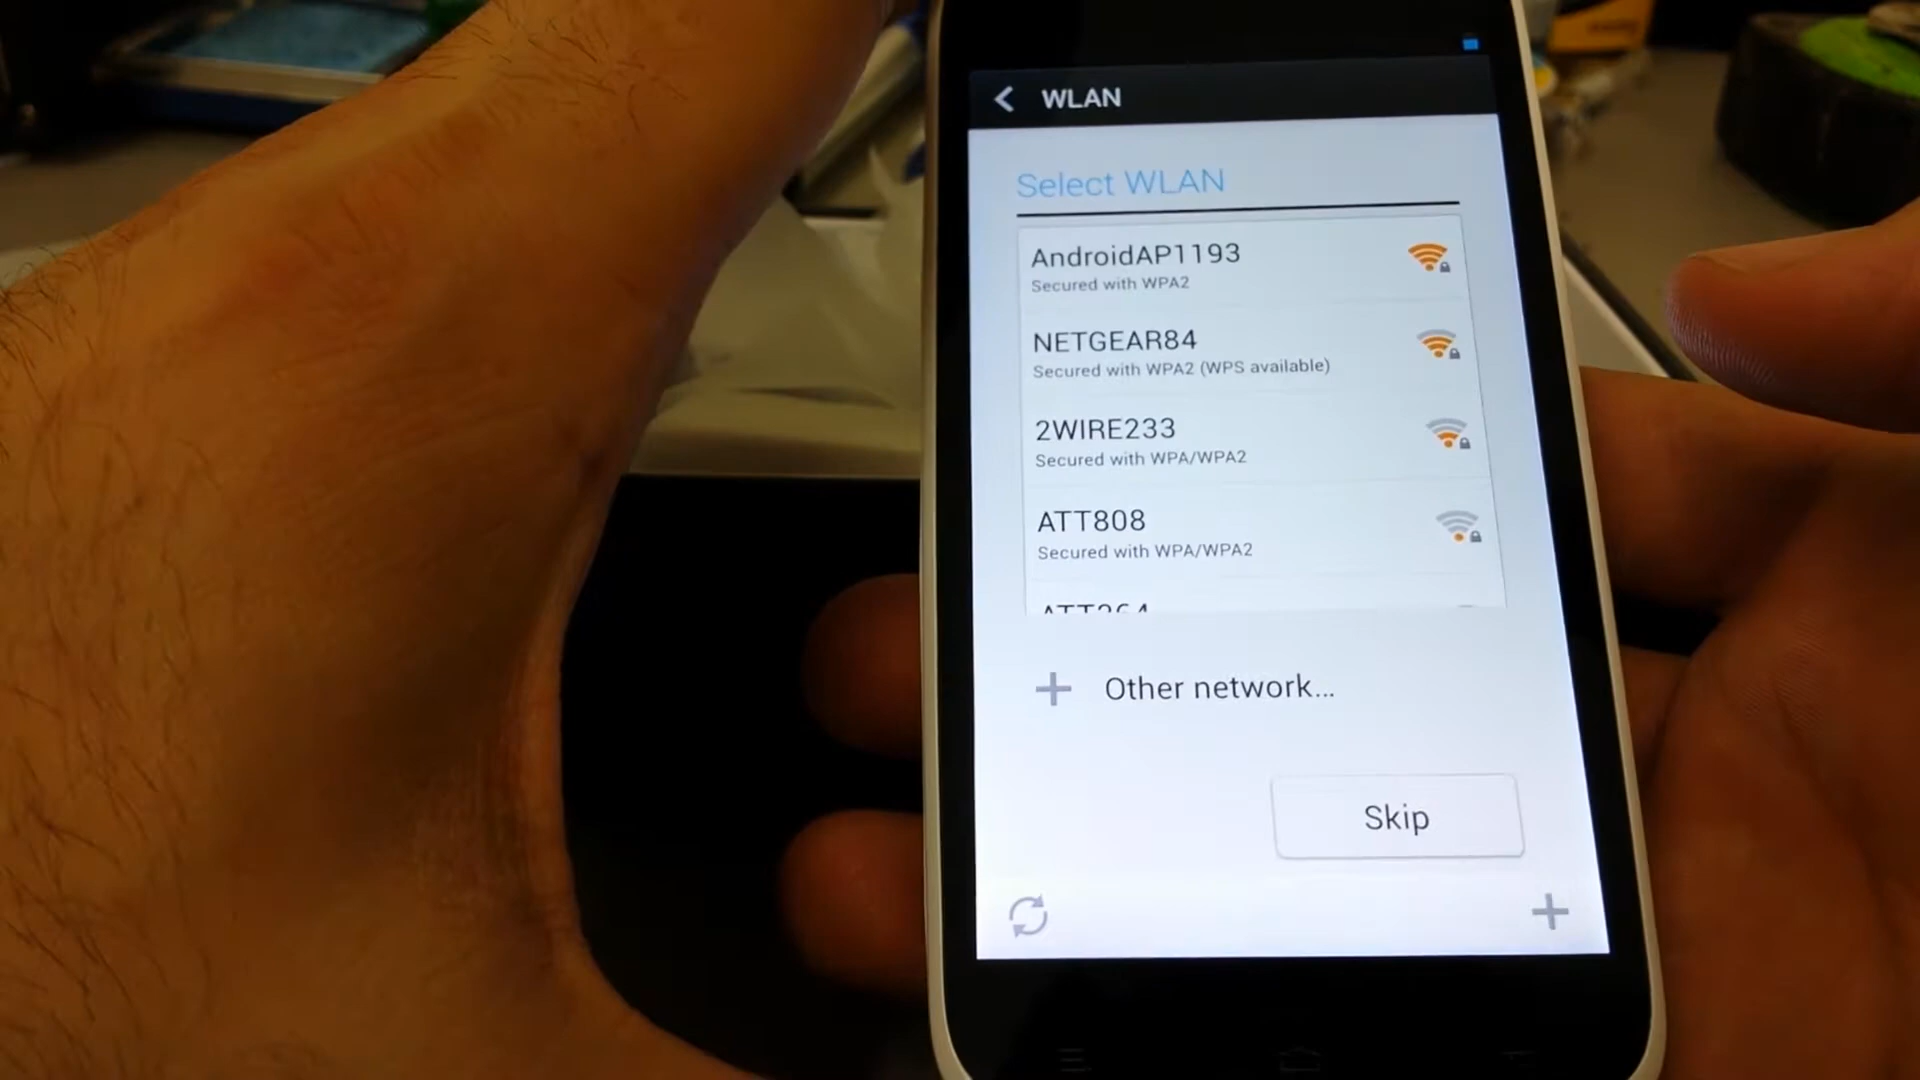 WLAN
Select WLAN
AndroidAP1193
Secured with WPA2
NETGEAR84
Secured with WPA2 (WPS available)
2WIRE233
Secured with WPA/WPA2
ATT808
Secured with WPA/WPA2
ATT264
Other network...
Skip